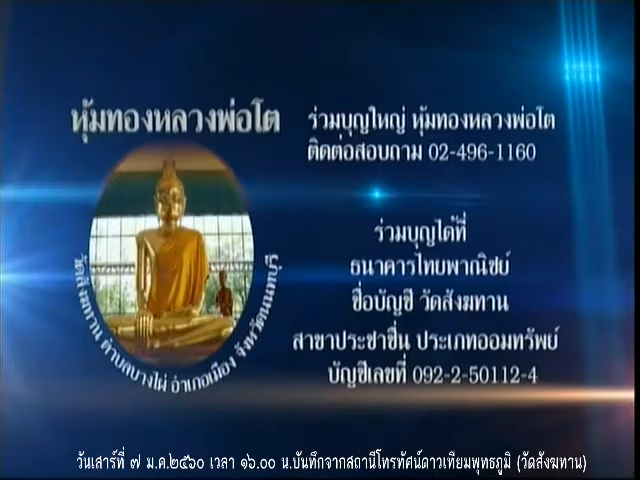 หุ้มทองหลวงพ่อโต
วัดสังฆทาน ตำบลบางไผ่ อำเภอเมือง จังหวัดนนทบุรี
ร่วมบุญใหญ่ หุ้มทองหลวงพ่อโต
ติดต่อสอบถาม 02-496-1160
ร่วมบุญได้ที่
ธนาคารไทยพาณิชย์
ชื่อบัญชี วัดสังฆทาน
สาขาประชาชื่น ประเภทออมทรัพย์
บัญชีเลขที่ 092-2-50112-4
วันเสาร์ที่ ๗ ม.ค.๒๕๖๐ เวลา ๑๖.๐๐ น.บันทึกจากสถานีโทรทัศน์ดาวเทียมพุทธภูมิ (วัดสังฆทาน)